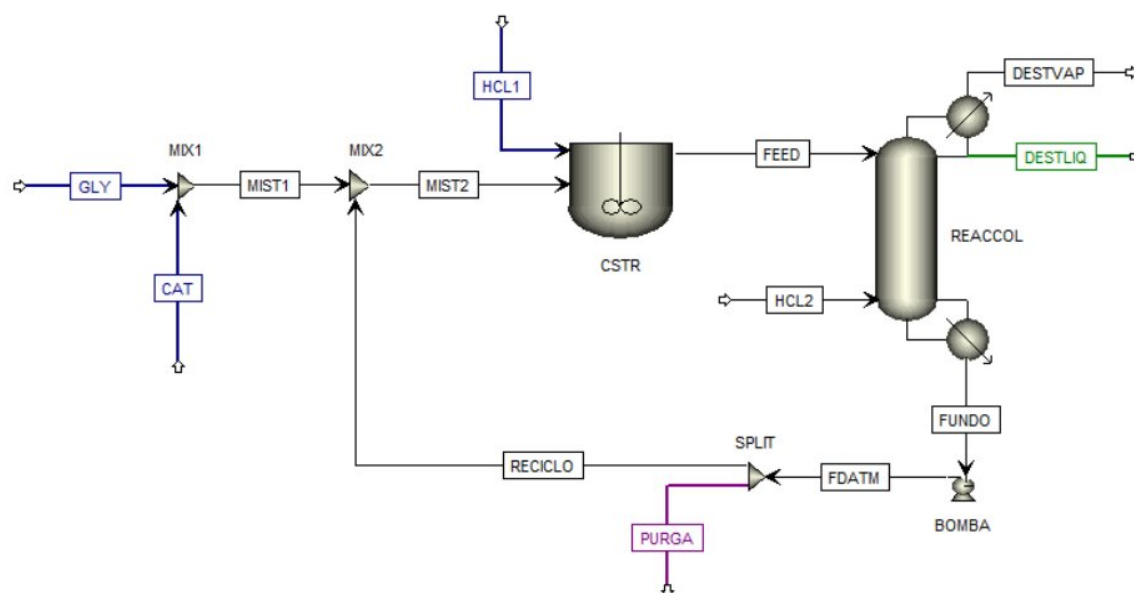 DESTVAP
HCL1
MIX1
MIX2
FEED
DESTLIQ
GLY
MIST1
MIST2
REACCOL
CSTR
CAT
HCL2
FUNDO
SPLIT
RECICLO
FDATM
BOMBA
PURGA